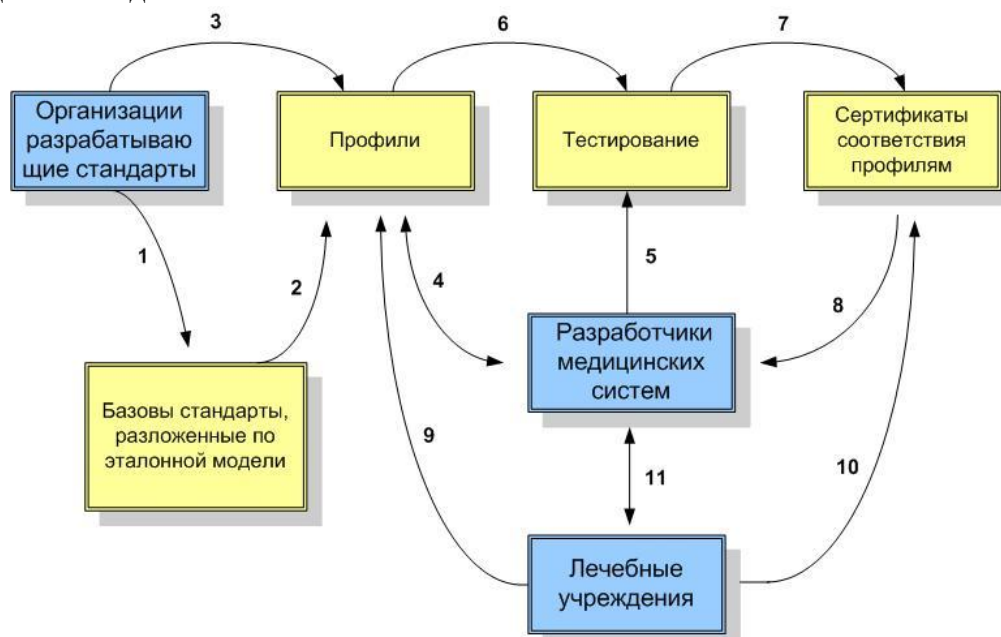 3
6
7
Организации
разрабатываю
щие стандарты
Профили
Тестирование
Сертификаты
соответствия
профилям
1
2
4
5
8
Разработчики
медицинских
систем
Базовы стандарты,
разложенные по
эталонной модели
9
10
11
Лечебные
учреждения